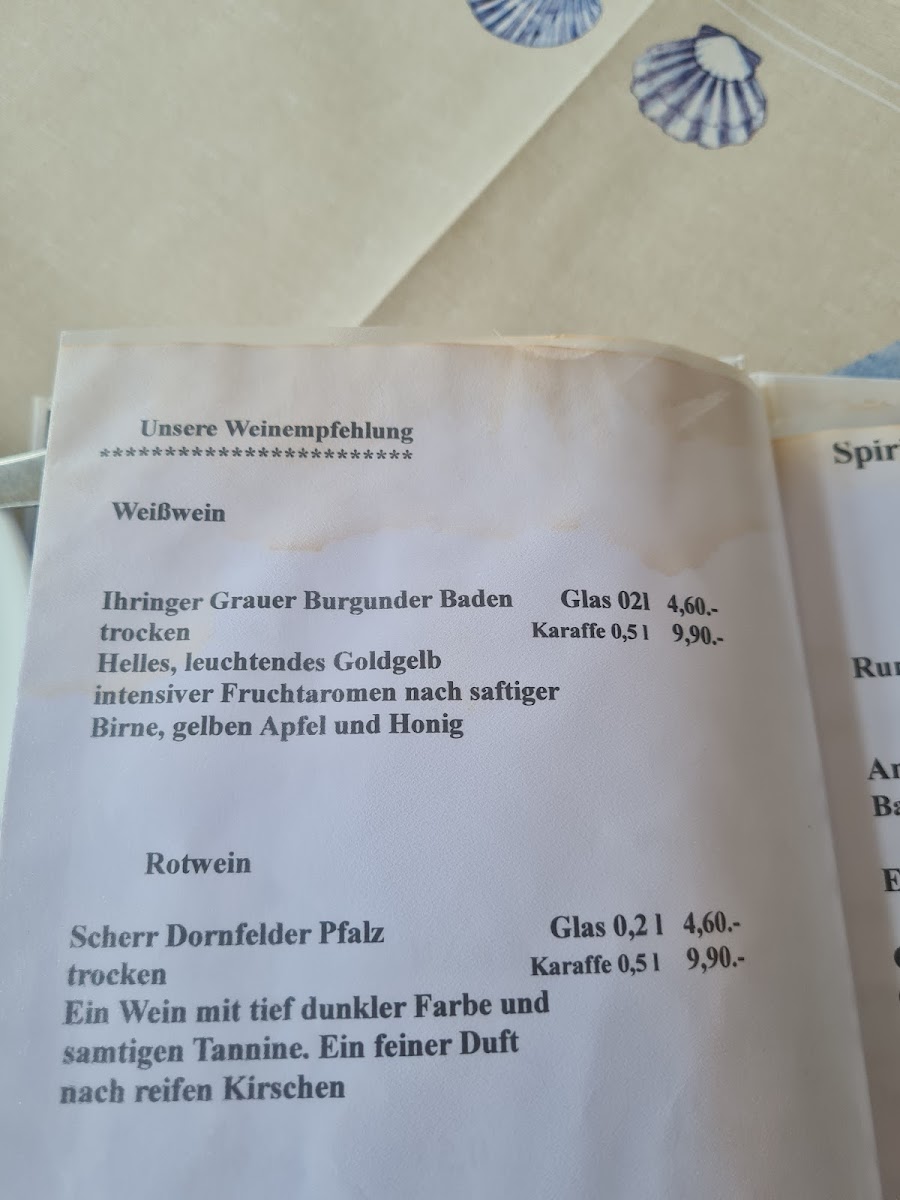 Unsere Weinempfehlung
************************
Weißwein
Ihringer Grauer Burgunder Baden Glas 02l 4,60.-
trocken Karaffe 0,5 l 9,90.-
Helles, leuchtendes Goldgelb
intensiver Fruchtaromen nach saftiger
Birne, gelben Apfel und Honig
Rotwein
Scherr Dornfelder Pfalz Glas 0,2 l 4,60.-
trocken Karaffe 0,5 l 9,90.-
Ein Wein mit tief dunkler Farbe und
samtigen Tannine. Ein feiner Duft
nach reifen Kirschen